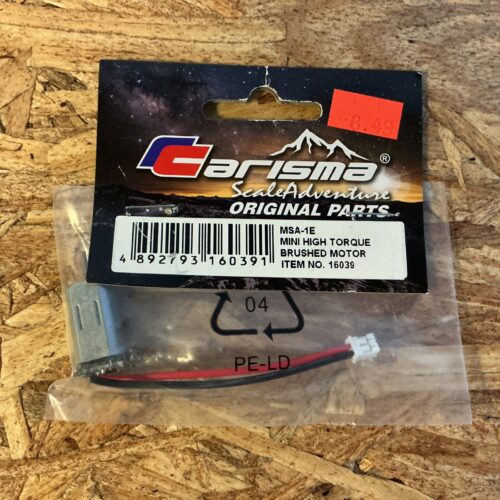 8.49
Carisma®
ScaleAdventure
ORIGINAL PARTS
MSA-1E
MINI HIGH TORQUE
BRUSHED MOTOR
ITEM NO. 16039
4 892793 160391
04
PE-LD